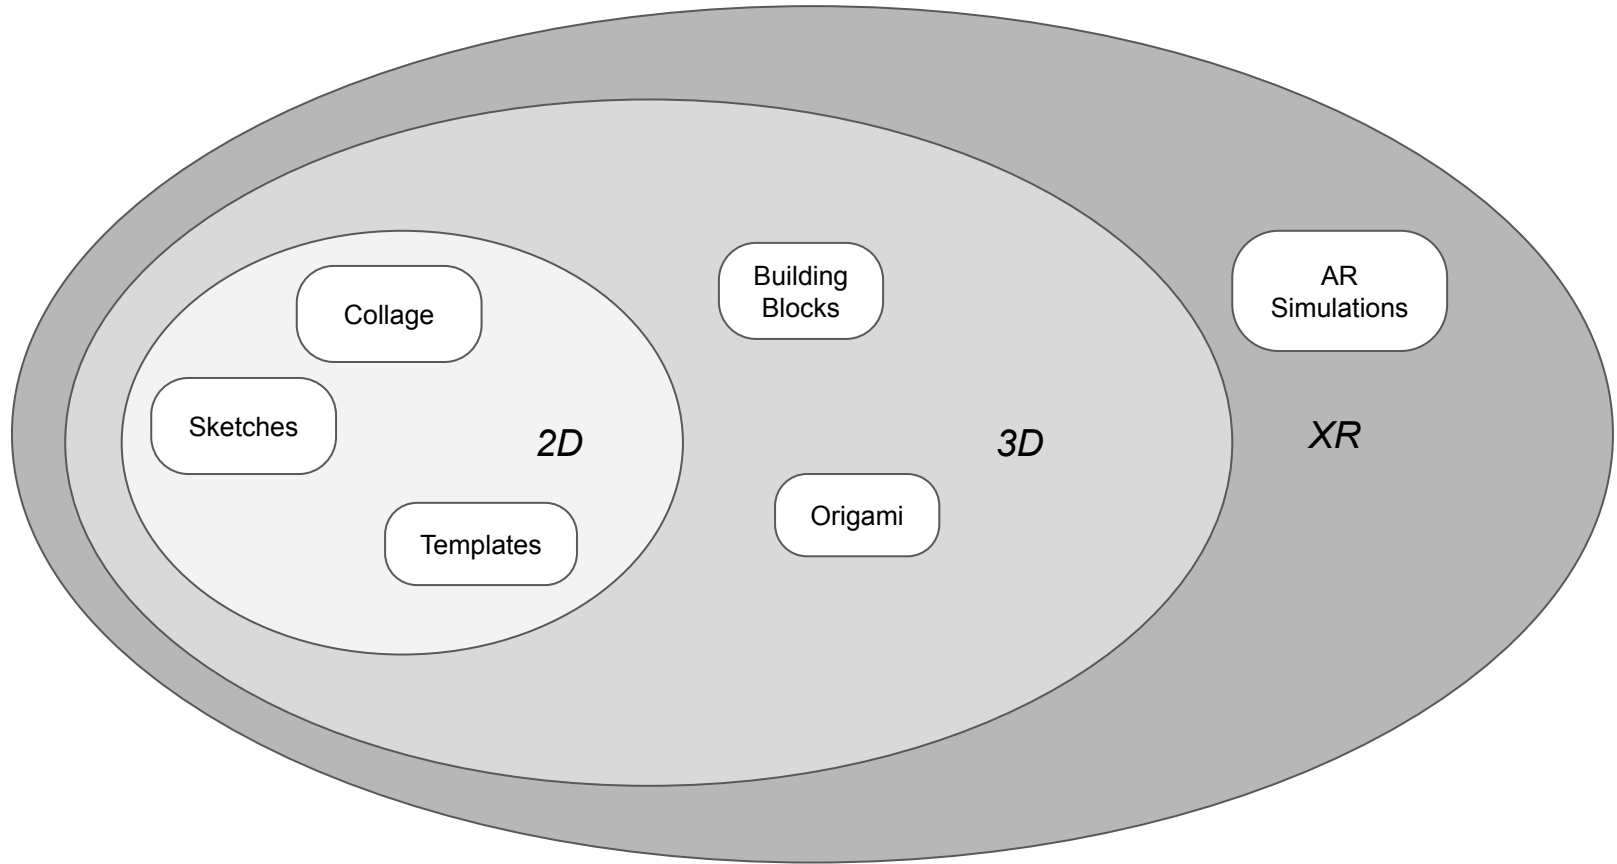 Collage
Sketches
2D
Templates
Building
Blocks
3D
Origami
AR
Simulations
XR